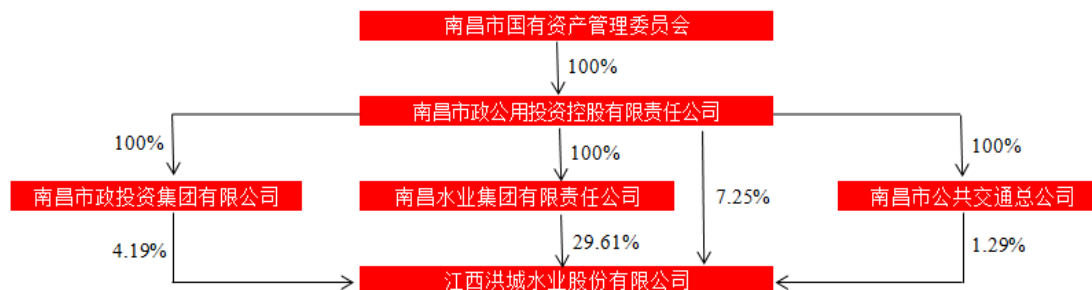 南昌市国有资产管理委员会
100%
南昌市政公用投资控股有限责任公司
100%
100%
100%
南昌市政投资集团有限公司
南昌水业集团有限责任公司
7.25%
南昌市公共交通总公司
4.19%
29.61%
1.29%
江西洪城水业股份有限公司